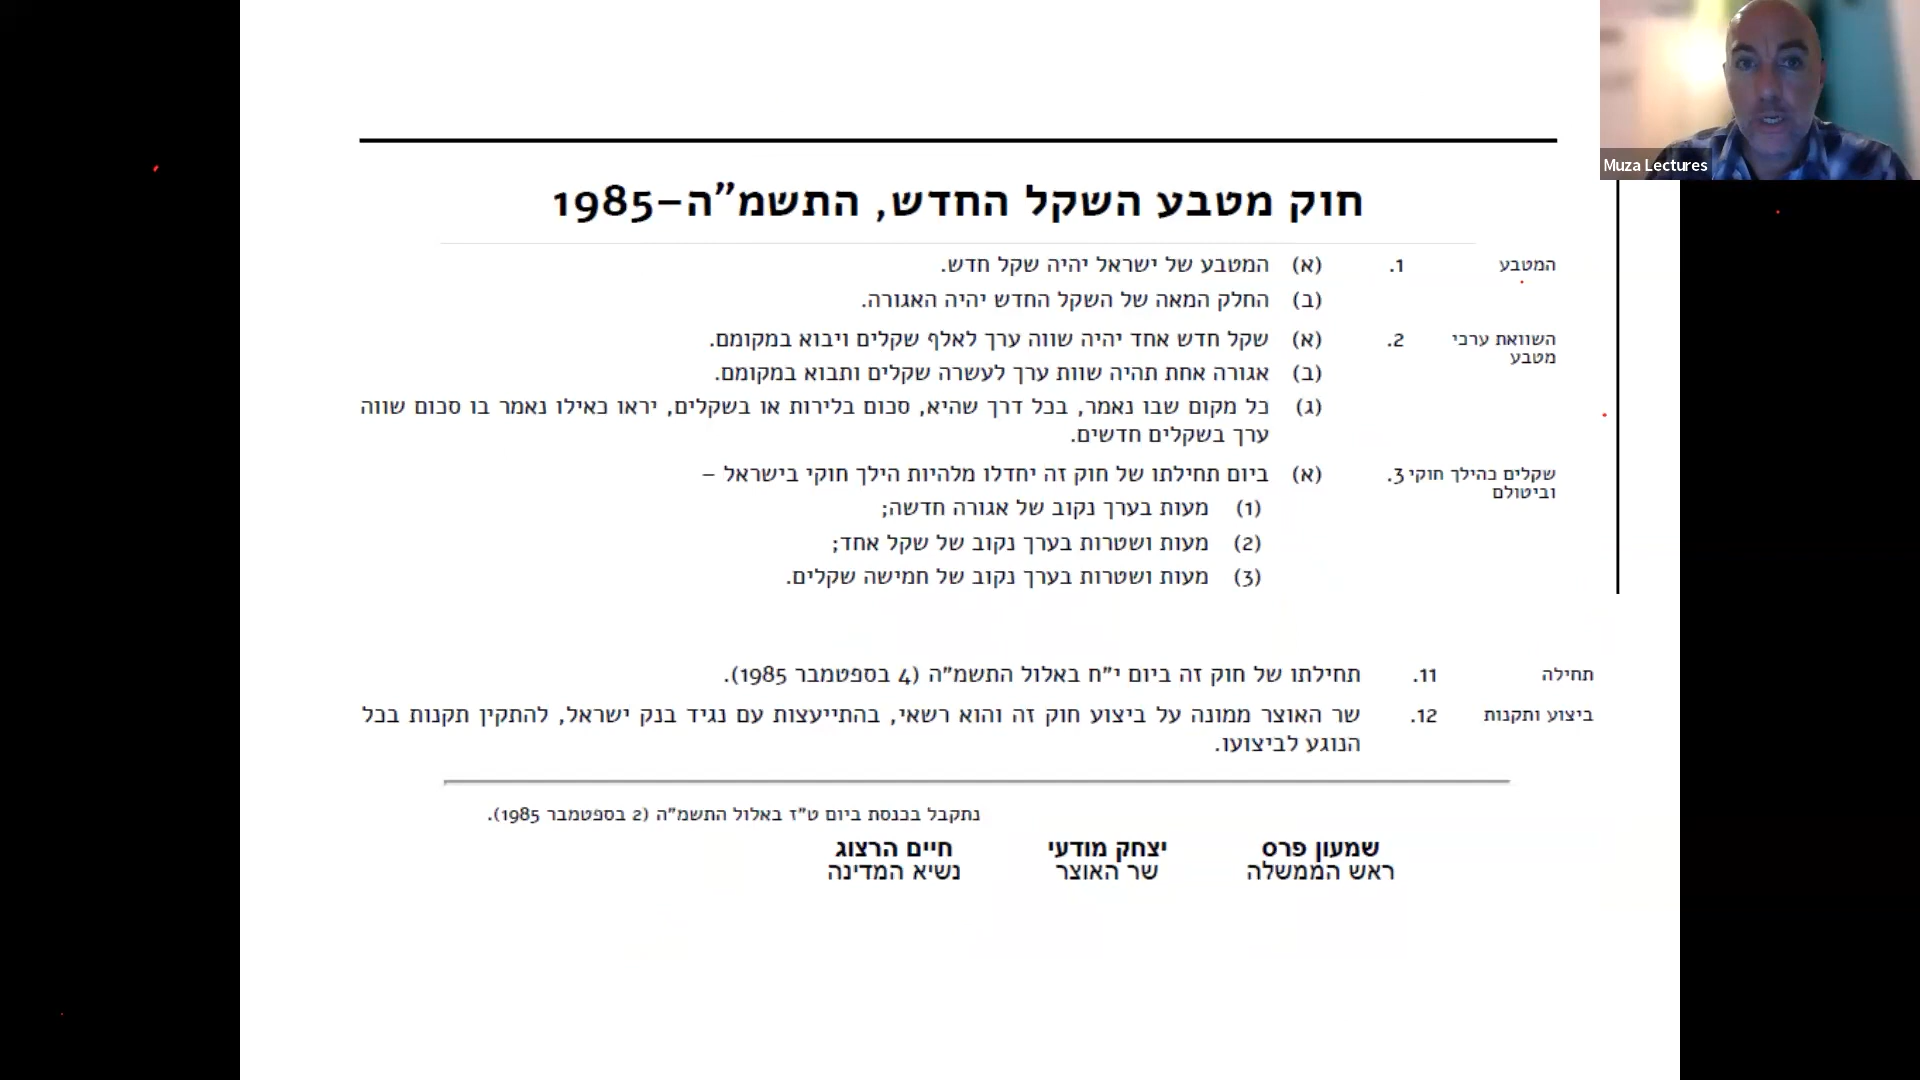 Muza Lectures
חוק מטבע השקל החדש, התשמ"ה–1985
המטבע 1. (א) המטבע של ישראל יהיה שקל חדש.
(ב) החלק המאה של השקל החדש יהיה האגורה.
השוואת ערכי 2. (א) שקל חדש אחד יהיה שווה ערך לאלף שקלים ויבוא במקומם.
מטבע
(ב) אגורה אחת תהיה שוות ערך לעשרה שקלים ותבוא במקומם.
(ג) כל מקום שבו נאמר, בכל דרך שהיא, סכום בלירות או בשקלים, יראו כאילו נאמר בו סכום שווה
ערך בשקלים חדשים.
שקלים כהילך חוקי 3. (א) ביום תחילתו של חוק זה יחדלו מלהיות הילך חוקי בישראל –
וביטולם
(1) מעות בערך נקוב של אגורה חדשה;
(2) מעות ושטרות בערך נקוב של שקל אחד;
(3) מעות ושטרות בערך נקוב של חמישה שקלים.
תחילה 11. תחילתו של חוק זה ביום י"ח באלול התשמ"ה (4 בספטמבר 1985).
ביצוע ותקנות 12. שר האוצר ממונה על ביצוע חוק זה והוא רשאי, בהתייעצות עם נגיד בנק ישראל, להתקין תקנות בכל
הנוגע לביצועו.
נתקבל בכנסת ביום ט"ז באלול התשמ"ה (2 בספטמבר 1985).
שמעון פרס יצחק מודעי חיים הרצוג
ראש הממשלה שר האוצר נשיא המדינה